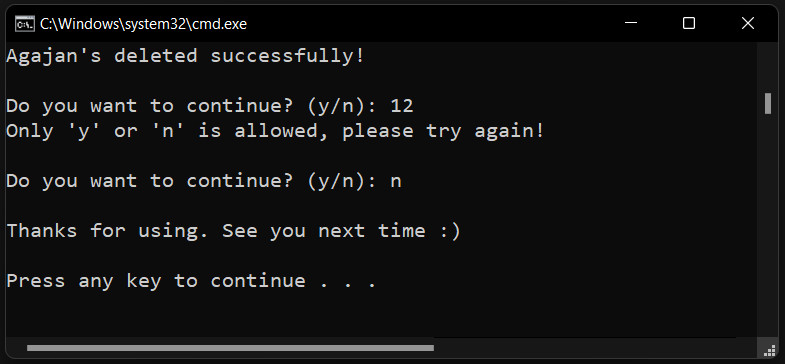 C:\Windows\system32\cmd.exe
Agajan's deleted successfully!
Do you want to continue? (y/n): 12
Only 'y' or 'n' is allowed, please try again!
Do you want to continue? (y/n): n
Thanks for using. See you next time :)
Press any key to continue . . .